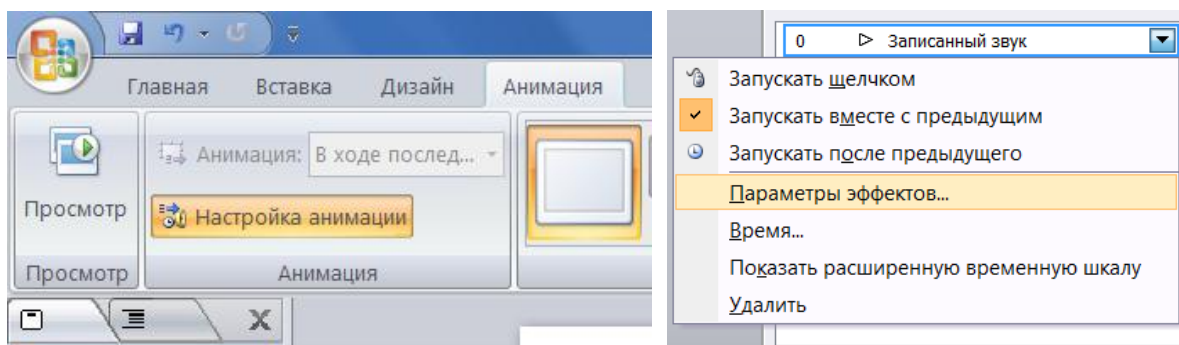 Главная Вставка Дизайн Анимация
Анимация: В ходе послед...
Просмотр Настройка анимации
Просмотр Анимация
0 Записанный звук
Запускать щелчком
Запускать вместе с предыдущим
Запускать после предыдущего
Параметры эффектов...
Время...
Показать расширенную временную шкалу
Удалить